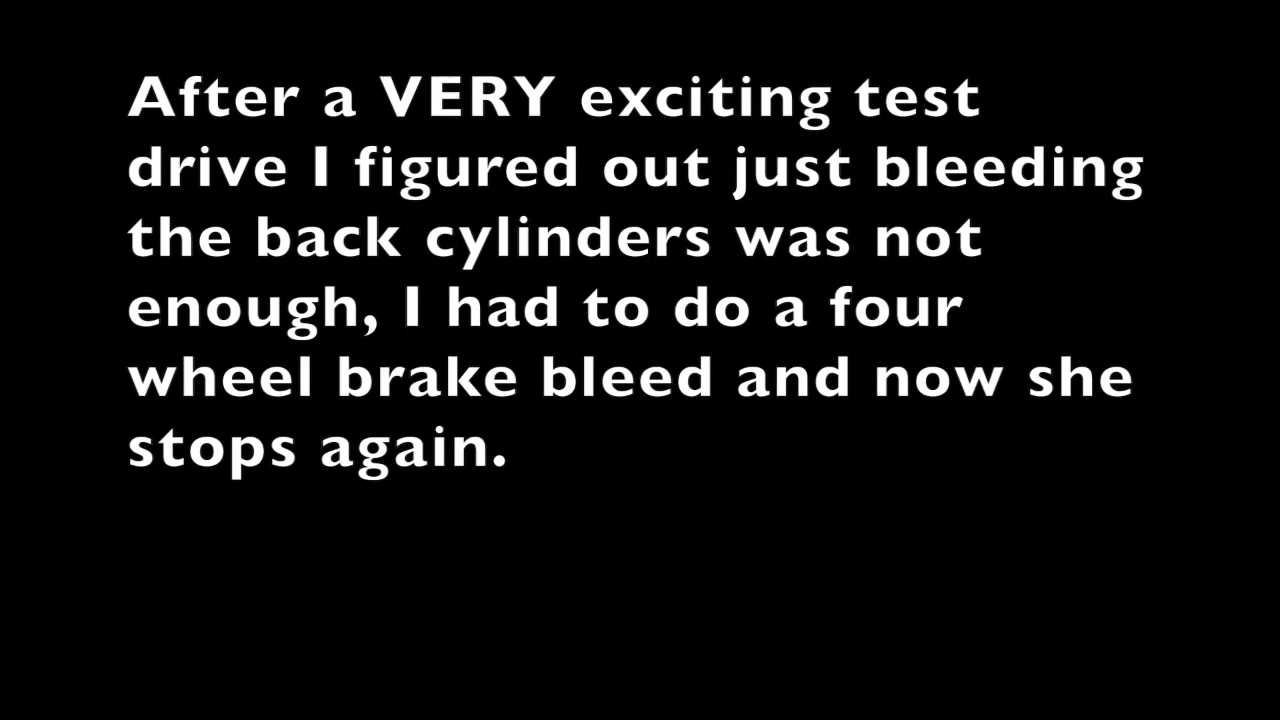 After a VERY exciting test
drive I figured out just bleeding
the back cylinders was not
enough, I had to do a four
wheel brake bleed and now she
stops again.